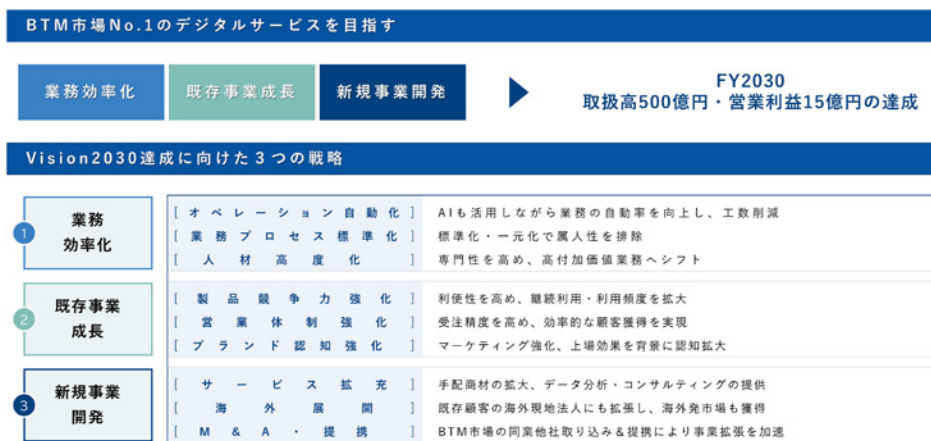 BTM市場No.1のデジタルサービスを目指す
業務効率化
既存事業成長
新規事業開発
FY2030
取扱高500億円・営業利益15億円の達成
Vision2030達成に向けた３つの戦略
1
業務
効率化
[オペレーション自動化] AIも活用しながら業務の自動率を向上し、工数削減
[業務プロセス標準化] 標準化・一元化で属人性を排除
[人材高度化] 専門性を高め、高付加価値業務へシフト
2
既存事業
成長
[製品競争力強化] 利便性を高め、継続利用・利用頻度を拡大
[営業体制強化] 受注精度を高め、効率的な顧客獲得を実現
[ブランド認知強化] マーケティング強化、上場効果を背景に認知拡大
3
新規事業
開発
[サービス拡充] 手配商材の拡大、データ分析・コンサルティングの提供
[海外展開] 既存顧客の海外現地法人にも拡張し、海外発市場も獲得
[M&A・提携] BTM市場の同業他社取り込み&提携により事業拡張を加速